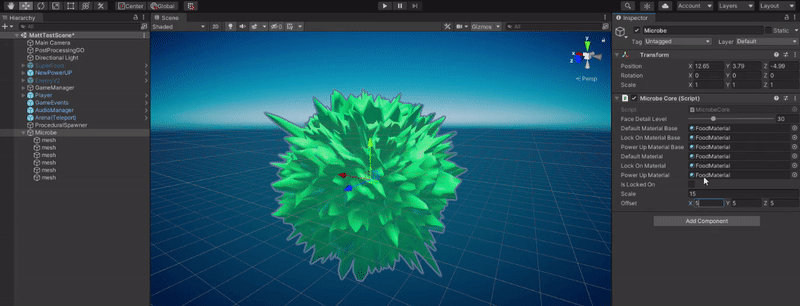 Center
Global
Account
Layers
Layout
Hierarchy
All
MattTestScene*
Main Camera
PostProcessingGO
Directional Light
SuperFood
NewPowerUP
GameManager
Player
GameEvents
AudioManager
Arena(Teleport)
ProceduralSpawner
Microbe
mesh
mesh
mesh
mesh
mesh
mesh
Scene
Shaded
2D
0
Gizmos
All
y
x
Persp
Inspector
Microbe
Static
Tag Untagged
Layer Default
Transform
Position X 12.65 Y 3.79 Z -4.99
Rotation X 0 Y 0 Z 0
Scale X 1 Y 1 Z 1
Microbe Core (Script)
Script MicrobeCore
Face Detail Level 30
Default Material Base FoodMaterial
Lock On Material Base FoodMaterial
Power Up Material Base FoodMaterial
Default Material FoodMaterial
Lock On Material FoodMaterial
Power Up Material FoodMaterial
Is Locked On
Scale 15
Offset X 5 Y 5 Z 5
Add Component